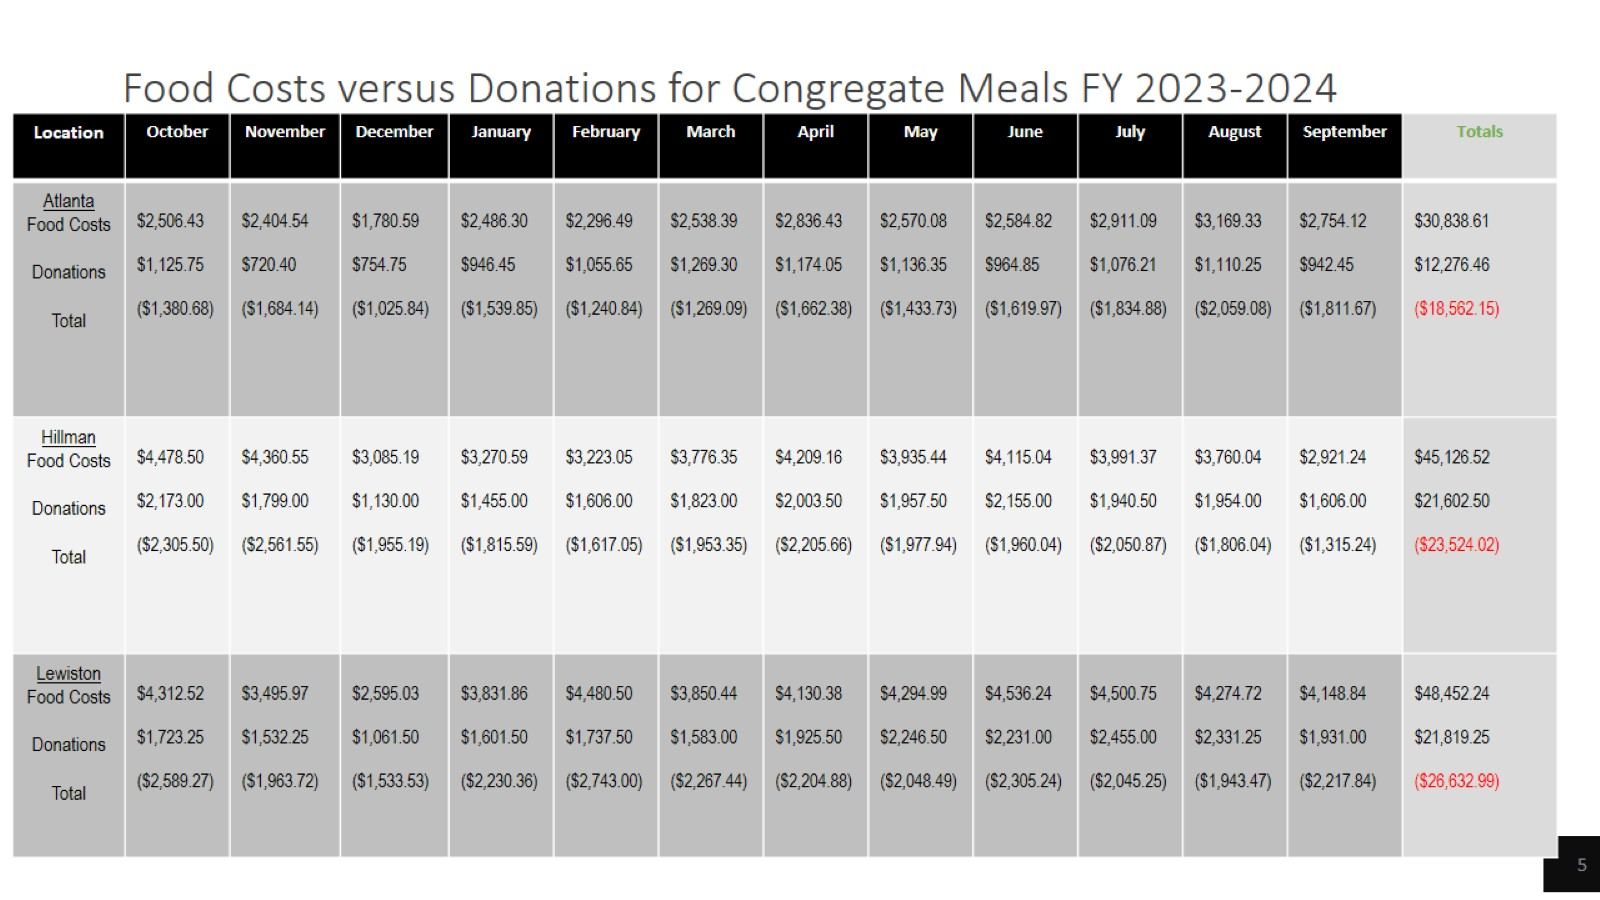 Food Costs versus Donations for Congregate Meals FY 2023-2024
Location October November December January February March April May June July August September Totals
Atlanta
Food Costs $2,506.43 $2,404.54 $1,780.59 $2,486.30 $2,296.49 $2,538.39 $2,836.43 $2,570.08 $2,584.82 $2,911.09 $3,169.33 $2,754.12 $30,838.61
Donations $1,125.75 $720.40 $754.75 $946.45 $1,055.65 $1,269.30 $1,174.05 $1,136.35 $964.85 $1,076.21 $1,110.25 $942.45 $12,276.46
Total ($1,380.68) ($1,684.14) ($1,025.84) ($1,539.85) ($1,240.84) ($1,269.09) ($1,662.38) ($1,433.73) ($1,619.97) ($1,834.88) ($2,059.08) ($1,811.67) ($18,562.15)
Hillman
Food Costs $4,478.50 $4,360.55 $3,085.19 $3,270.59 $3,223.05 $3,776.35 $4,209.16 $3,935.44 $4,115.04 $3,991.37 $3,760.04 $2,921.24 $45,126.52
Donations $2,173.00 $1,799.00 $1,130.00 $1,455.00 $1,606.00 $1,823.00 $2,003.50 $1,957.50 $2,155.00 $1,940.50 $1,954.00 $1,606.00 $21,602.50
Total ($2,305.50) ($2,561.55) ($1,955.19) ($1,815.59) ($1,617.05) ($1,953.35) ($2,205.66) ($1,977.94) ($1,960.04) ($2,050.87) ($1,806.04) ($1,315.24) ($23,524.02)
Lewiston
Food Costs $4,312.52 $3,495.97 $2,595.03 $3,831.86 $4,480.50 $3,850.44 $4,130.38 $4,294.99 $4,536.24 $4,500.75 $4,274.72 $4,148.84 $48,452.24
Donations $1,723.25 $1,532.25 $1,061.50 $1,601.50 $1,737.50 $1,583.00 $1,925.50 $2,246.50 $2,231.00 $2,455.00 $2,331.25 $1,931.00 $21,819.25
Total ($2,589.27) ($1,963.72) ($1,533.53) ($2,230.36) ($2,743.00) ($2,267.44) ($2,204.88) ($2,048.49) ($2,305.24) ($2,045.25) ($1,943.47) ($2,217.84) ($26,632.99)
5